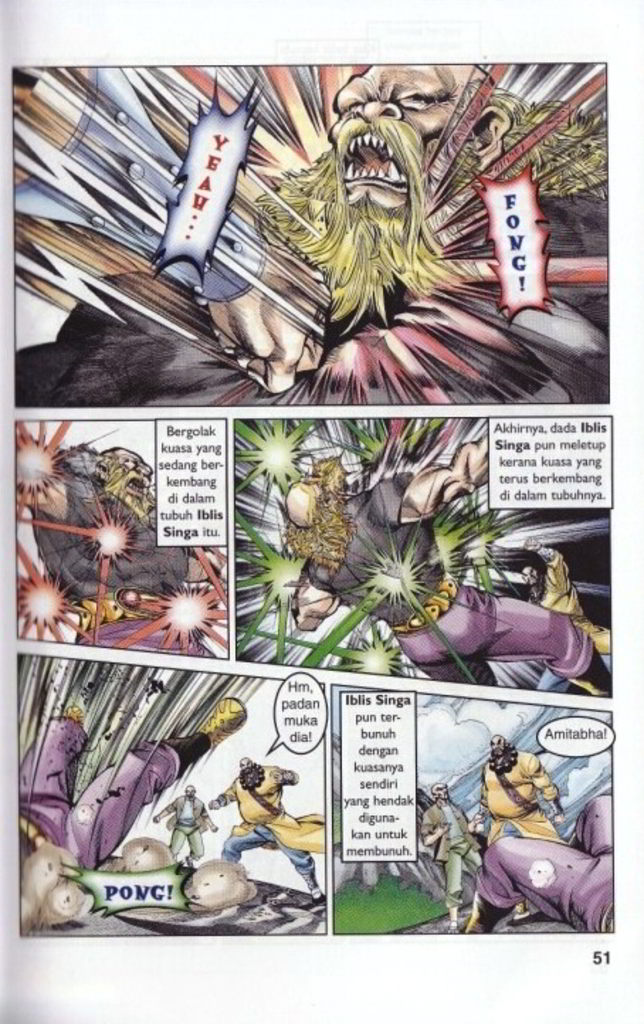 YEAH...
FONG!
Bergolak
kuasa yang
sedang ber-
kembang
di dalam
tubuh Iblis
Singa itu.
Akhirnya, dada Iblis
Singa pun meletup
kerana kuasa yang
terus berkembang
di dalam tubuhnya.
Hm,
padan
muka
dia!
PONG!
Iblis Singa
pun ter-
bunuh
dengan
kuasanya
sendiri
yang hendak
diguna-
kan untuk
membunuh.
Amitabha!
51